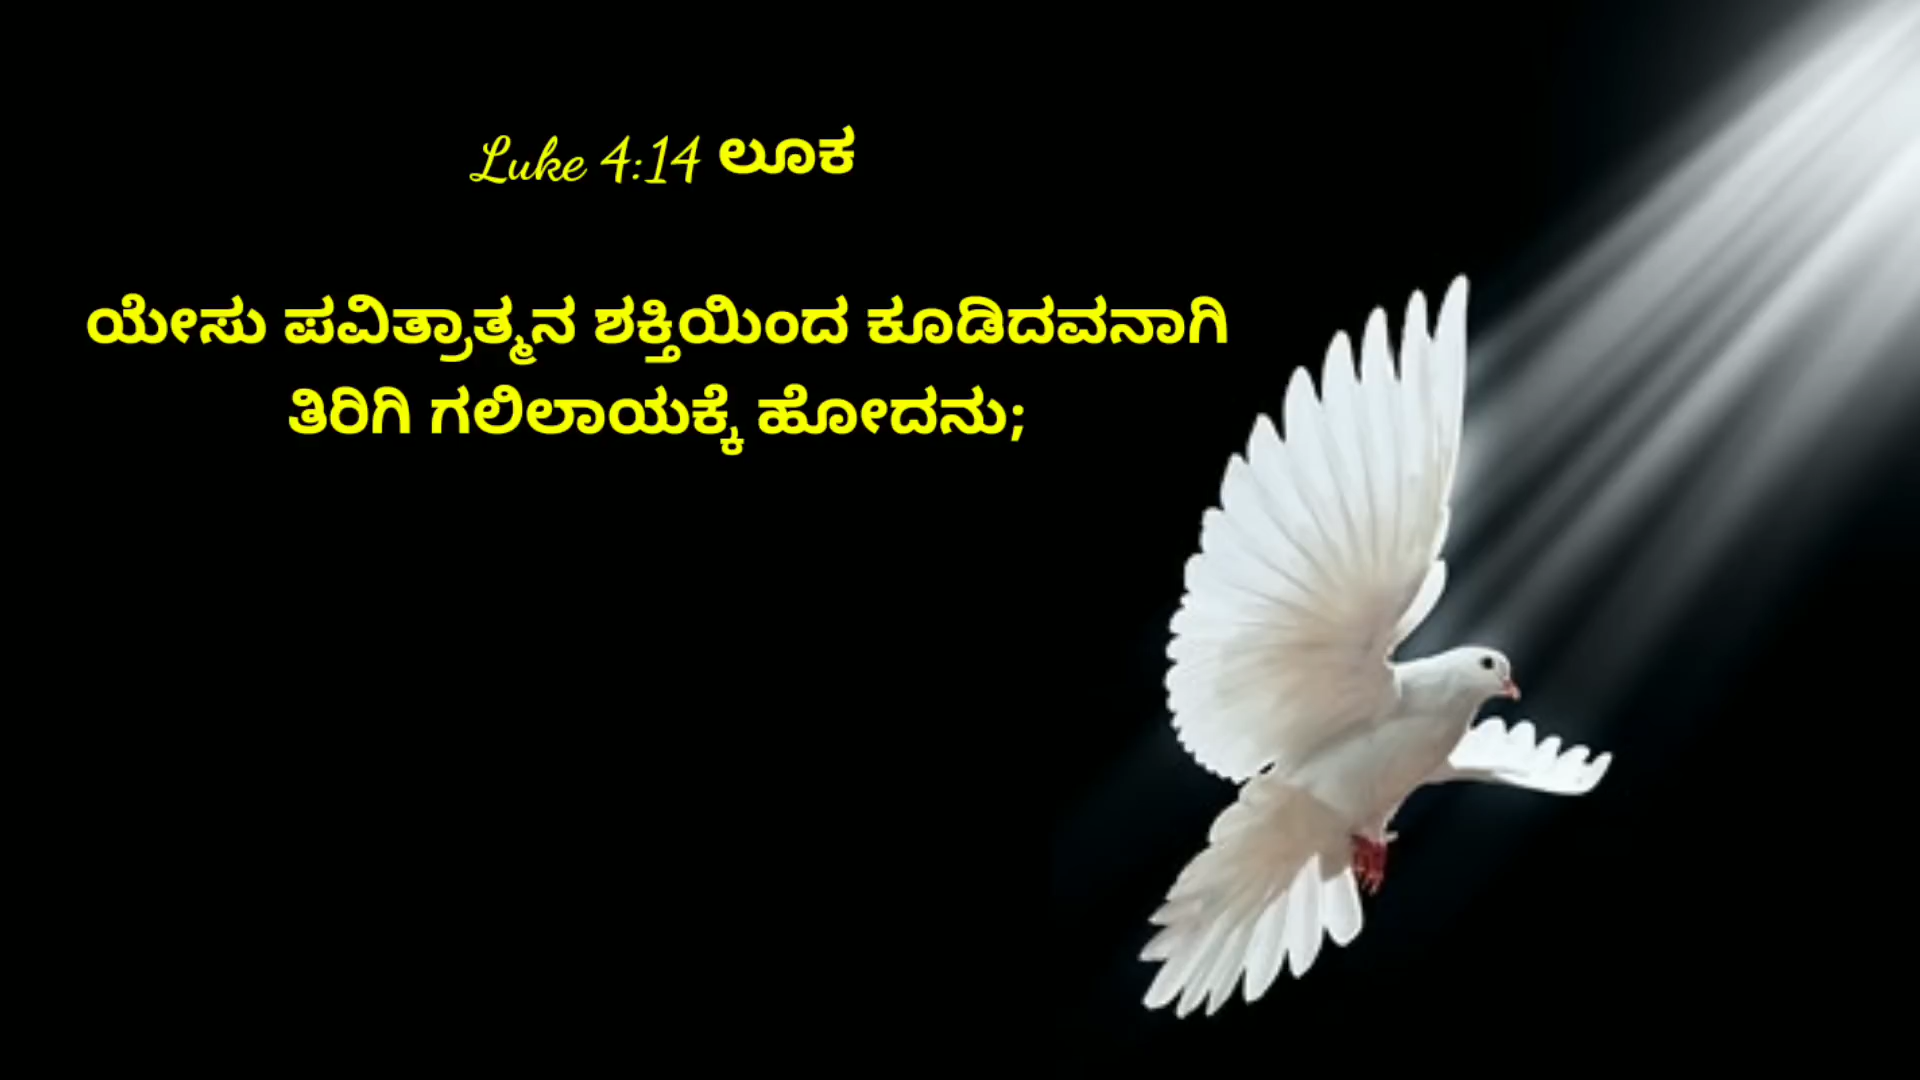 Luke 4:14 ಲೂಕ
ಯೇಸು ಪವಿತ್ರಾತ್ಮನ ಶಕ್ತಿಯಿಂದ ಕೂಡಿದವನಾಗಿ
ತಿರಿಗಿ ಗಲಿಲಾಯಕ್ಕೆ ಹೋದನು;